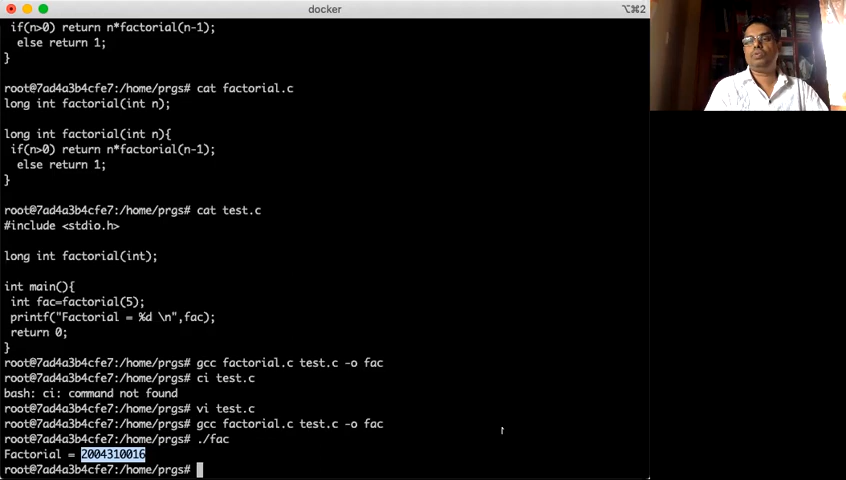 docker
⌥⌘2
if(n>0) return n*factorial(n-1);
else return 1;
}
root@7ad4a3b4cfe7:/home/prgs# cat factorial.c
long int factorial(int n);
long int factorial(int n){
if(n>0) return n*factorial(n-1);
else return 1;
}
root@7ad4a3b4cfe7:/home/prgs# cat test.c
#include <stdio.h>
long int factorial(int);
int main(){
int fac=factorial(5);
printf("Factorial = %d \n",fac);
return 0;
}
root@7ad4a3b4cfe7:/home/prgs# gcc factorial.c test.c -o fac
root@7ad4a3b4cfe7:/home/prgs# ci test.c
bash: ci: command not found
root@7ad4a3b4cfe7:/home/prgs# vi test.c
root@7ad4a3b4cfe7:/home/prgs# gcc factorial.c test.c -o fac
root@7ad4a3b4cfe7:/home/prgs# ./fac
Factorial = 2004310016
root@7ad4a3b4cfe7:/home/prgs#